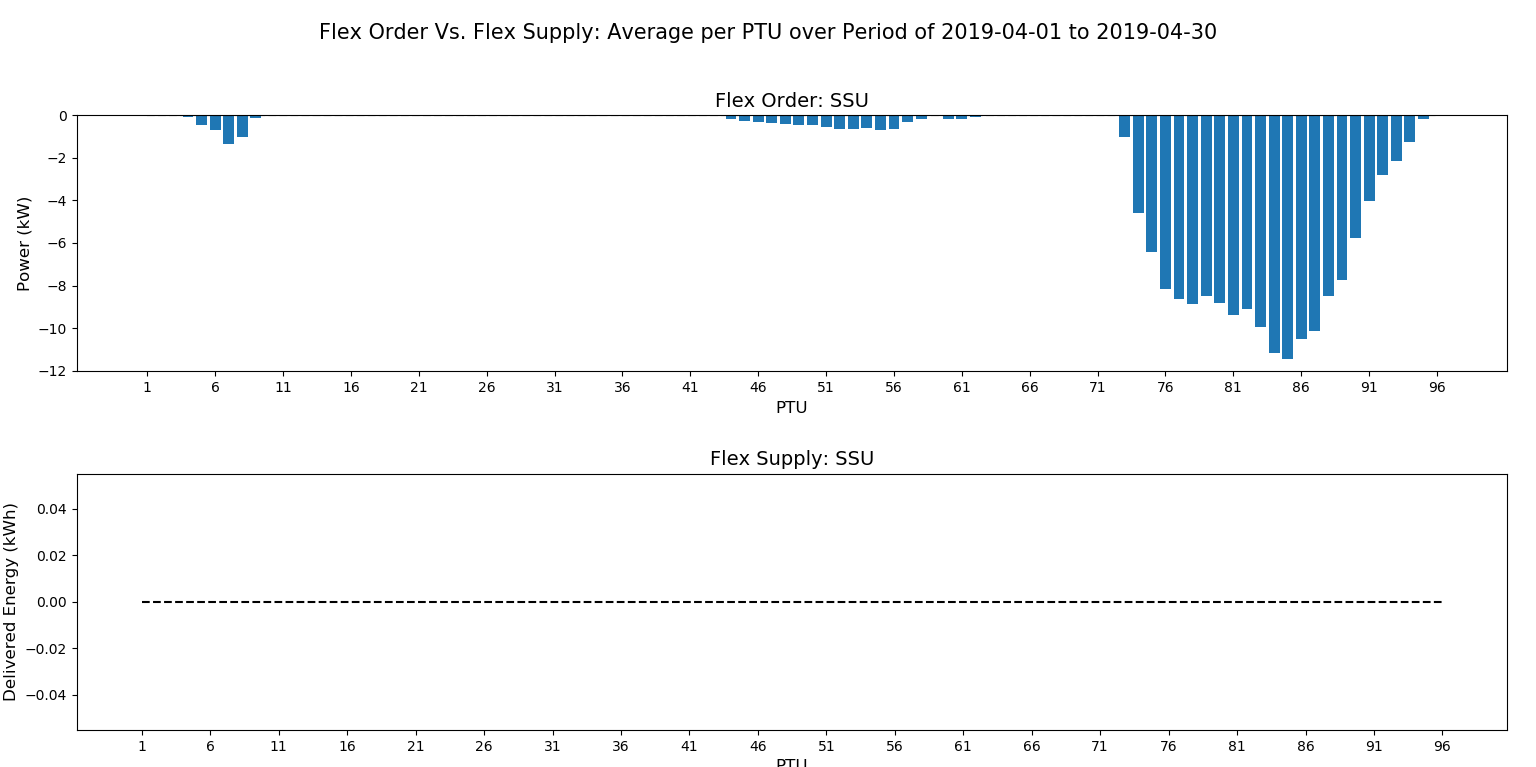 Flex Order Vs. Flex Supply: Average per PTU over Period of 2019-04-01 to 2019-04-30
Flex Order: SSU
Power (kW)
0
−2
−4
−6
−8
−10
−12
1 6 11 16 21 26 31 36 41 46 51 56 61 66 71 76 81 86 91 96
PTU
Flex Supply: SSU
Delivered Energy (kWh)
0.04
0.02
0.00
−0.02
−0.04
1 6 11 16 21 26 31 36 41 46 51 56 61 66 71 76 81 86 91 96
PTU